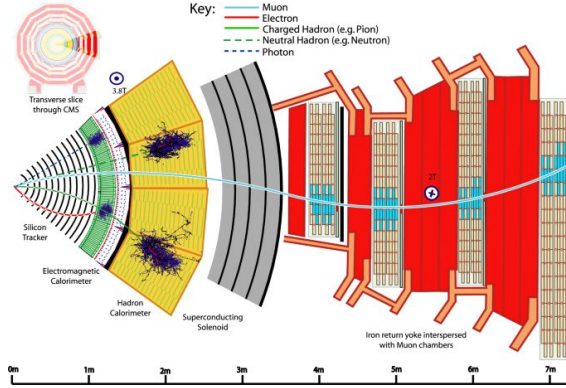 Key:
Muon
Electron
Charged Hadron (e.g. Pion)
Neutral Hadron (e.g. Neutron)
Photon
Transverse slice
through CMS
3.8T
2T
Silicon
Tracker
Electromagnetic
Calorimeter
Hadron
Calorimeter
Superconducting
Solenoid
Iron return yoke interspersed
with Muon chambers
0m 1m 2m 3m 4m 5m 6m 7m